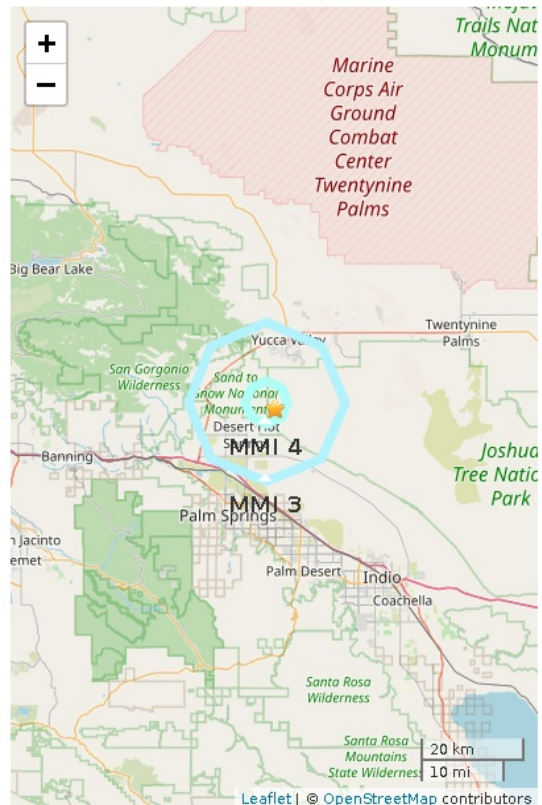 +
−
Mojave
Trails Nat
Monum
Marine
Corps Air
Ground
Combat
Center
Twentynine
Palms
Big Bear Lake
Twentynine
Palms
Yucca Valley
San Gorgonio
Wilderness
Sand to
Snow National
Monument
Desert Hot
Springs
MMI 4
Joshua
Tree Natio
Park
Banning
MMI 3
Palm Springs
n Jacinto
emet
Palm Desert
Indio
Coachella
Santa Rosa
Wilderness
Santa Rosa
Mountains
State Wilderness
20 km
10 mi
Leaflet | © OpenStreetMap contributors